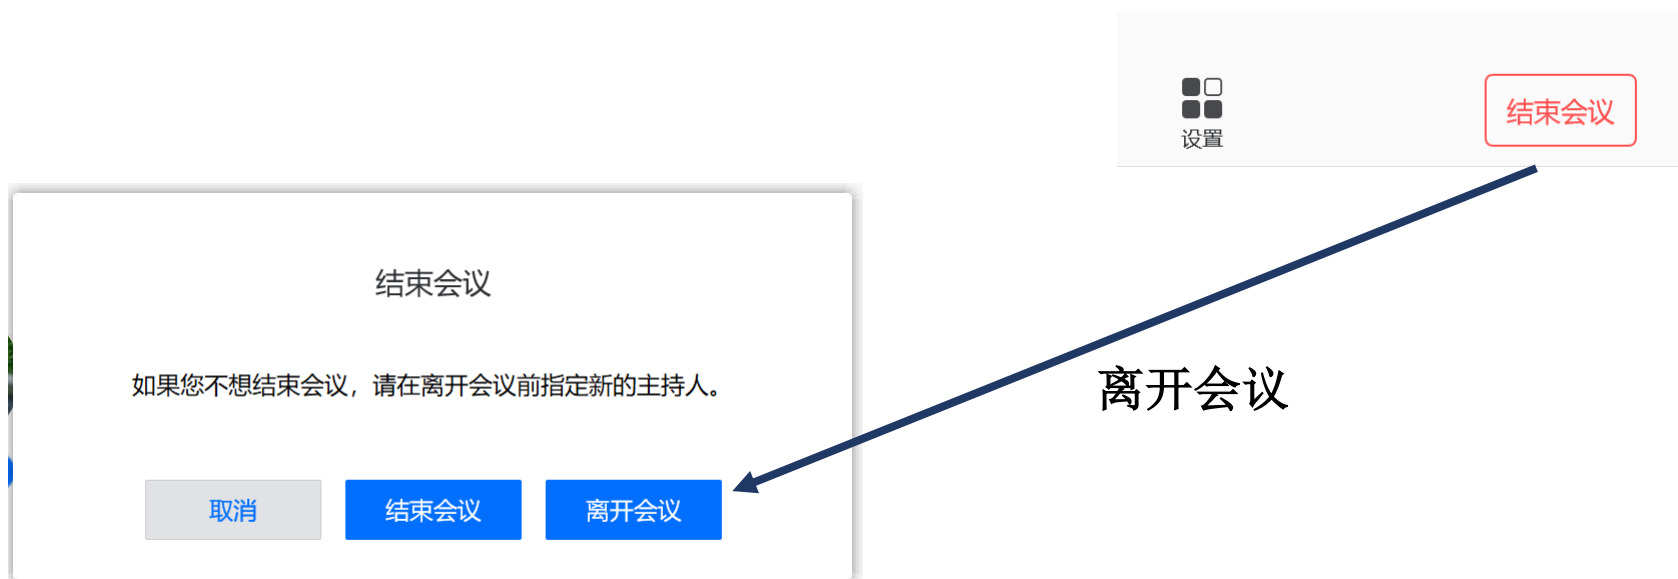 设置
结束会议
结束会议
如果您不想结束会议，请在离开会议前指定新的主持人。
离开会议
取消
结束会议
离开会议